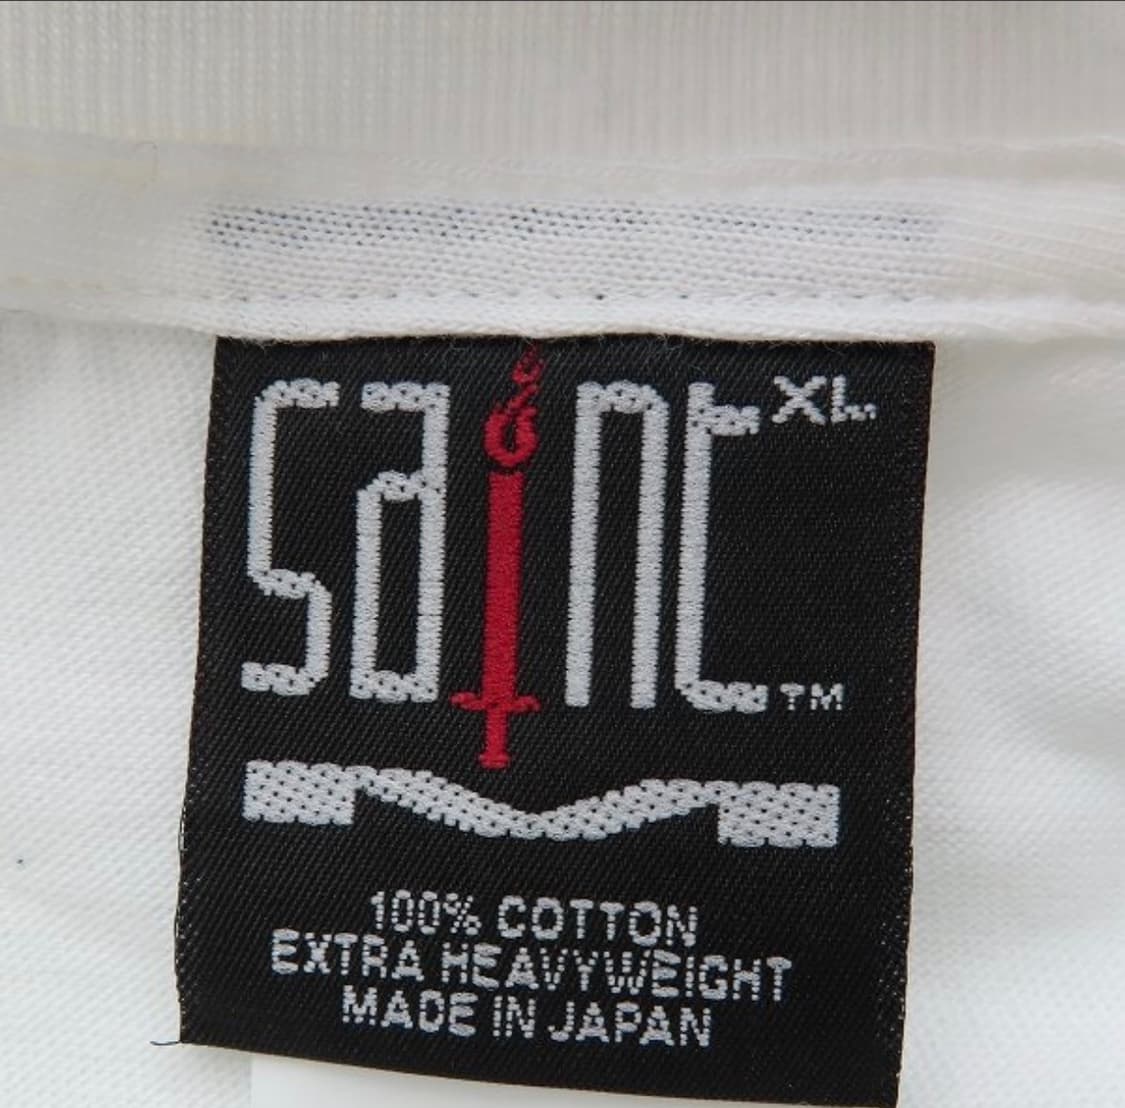 saint XL
TM
100% COTTON
EXTRA HEAVYWEIGHT
MADE IN JAPAN